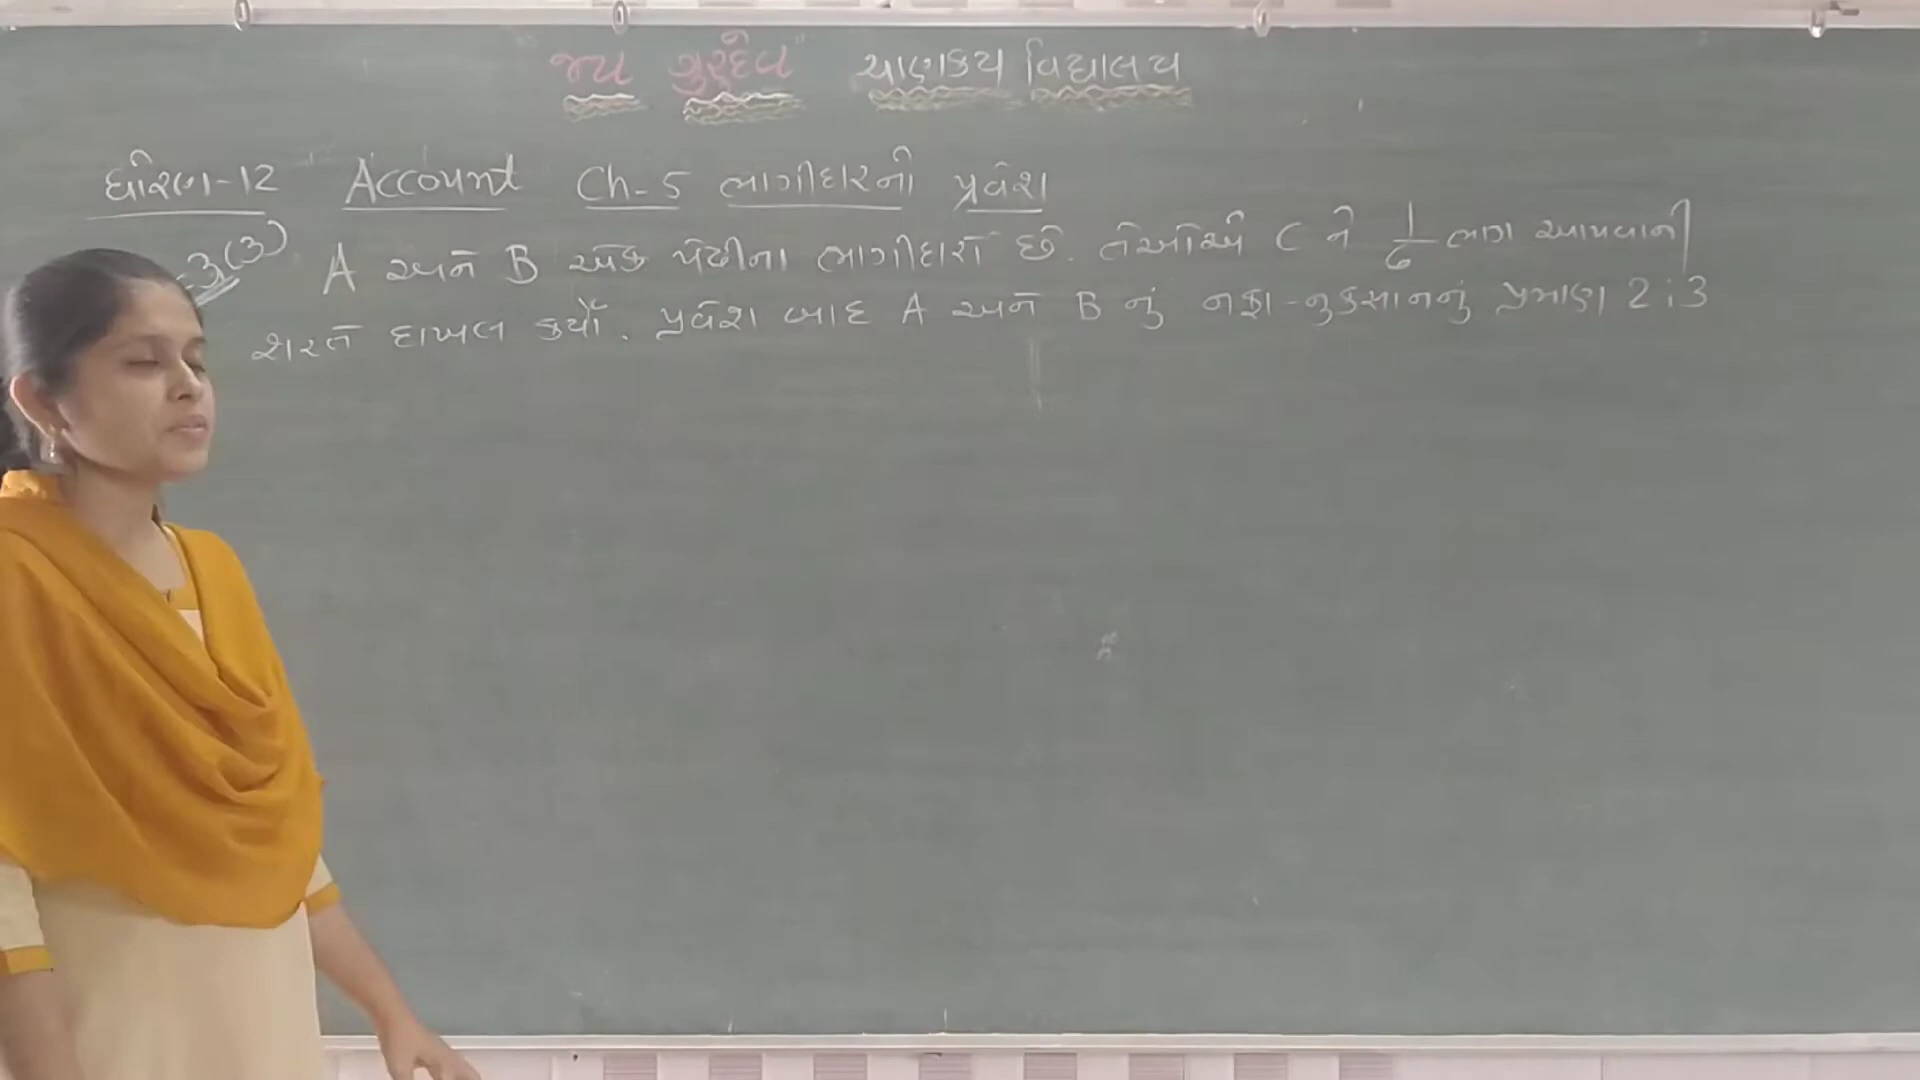 "જય ગુરુદેવ" ચાણક્ય વિદ્યાલય
ધોરણ-12 Account Ch-5 ભાગીદારનો પ્રવેશ
3(3) A અને B એક પેઢીના ભાગીદારો છે. તેઓએ C ને 1/6 ભાગ આપવાની
શરતે દાખલ કર્યો. પ્રવેશ બાદ A અને B નું નફા-નુકસાનનું પ્રમાણ 2:3